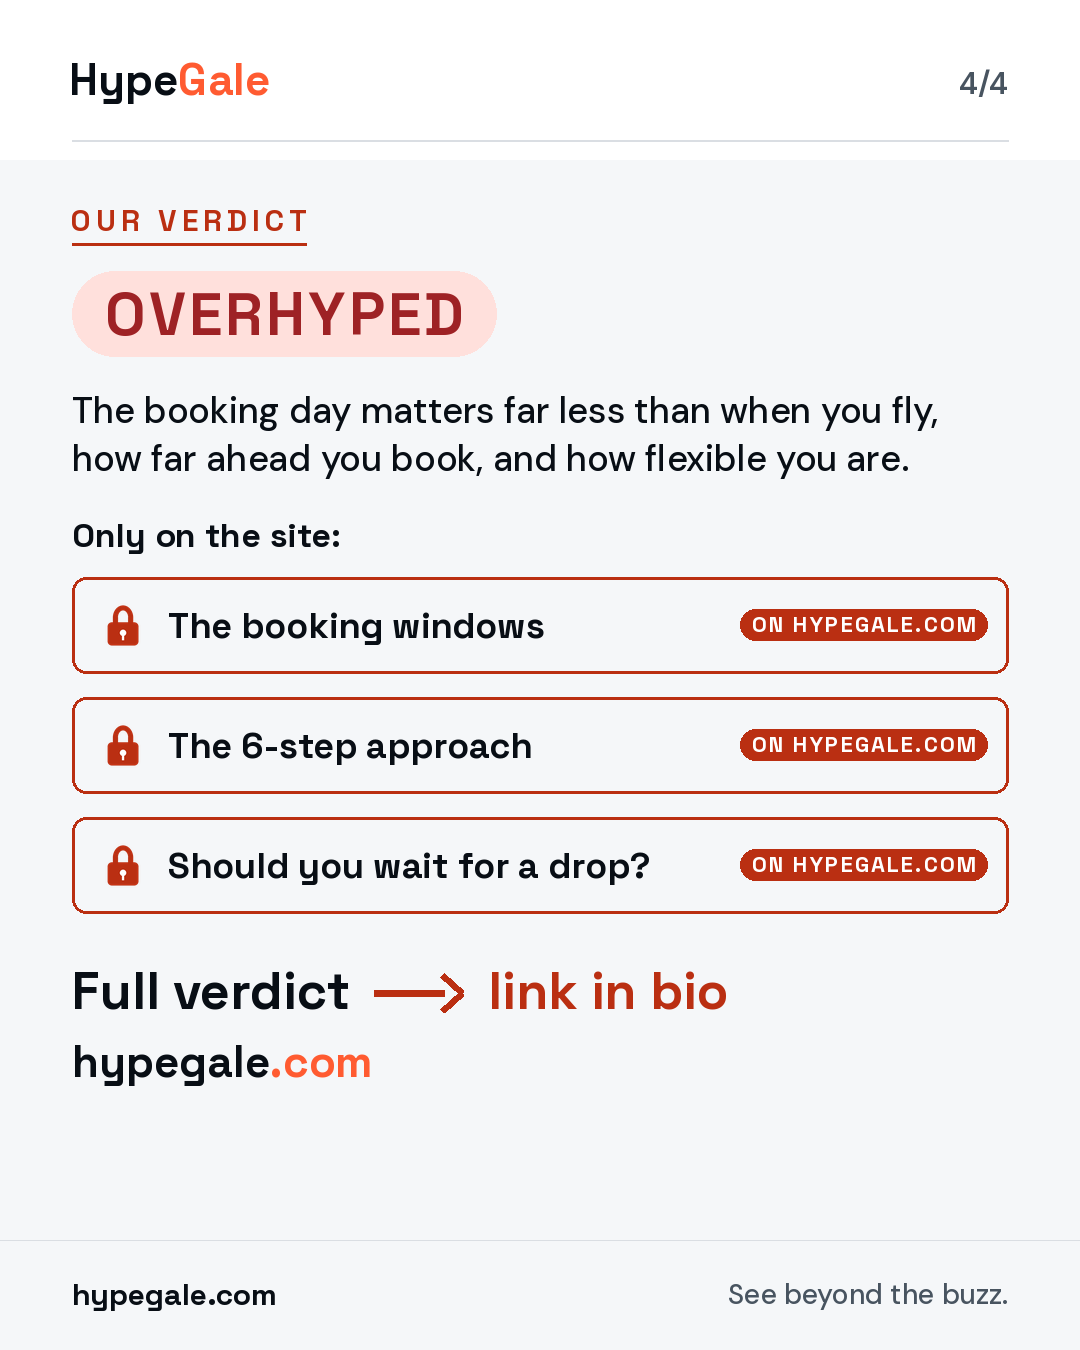 HypeGale
4/4
OUR VERDICT
OVERHYPED
The booking day matters far less than when you fly,
how far ahead you book, and how flexible you are.
Only on the site:
The booking windows
ON HYPEGALE.COM
The 6-step approach
ON HYPEGALE.COM
Should you wait for a drop?
ON HYPEGALE.COM
Full verdict → link in bio
hypegale.com
hypegale.com
See beyond the buzz.